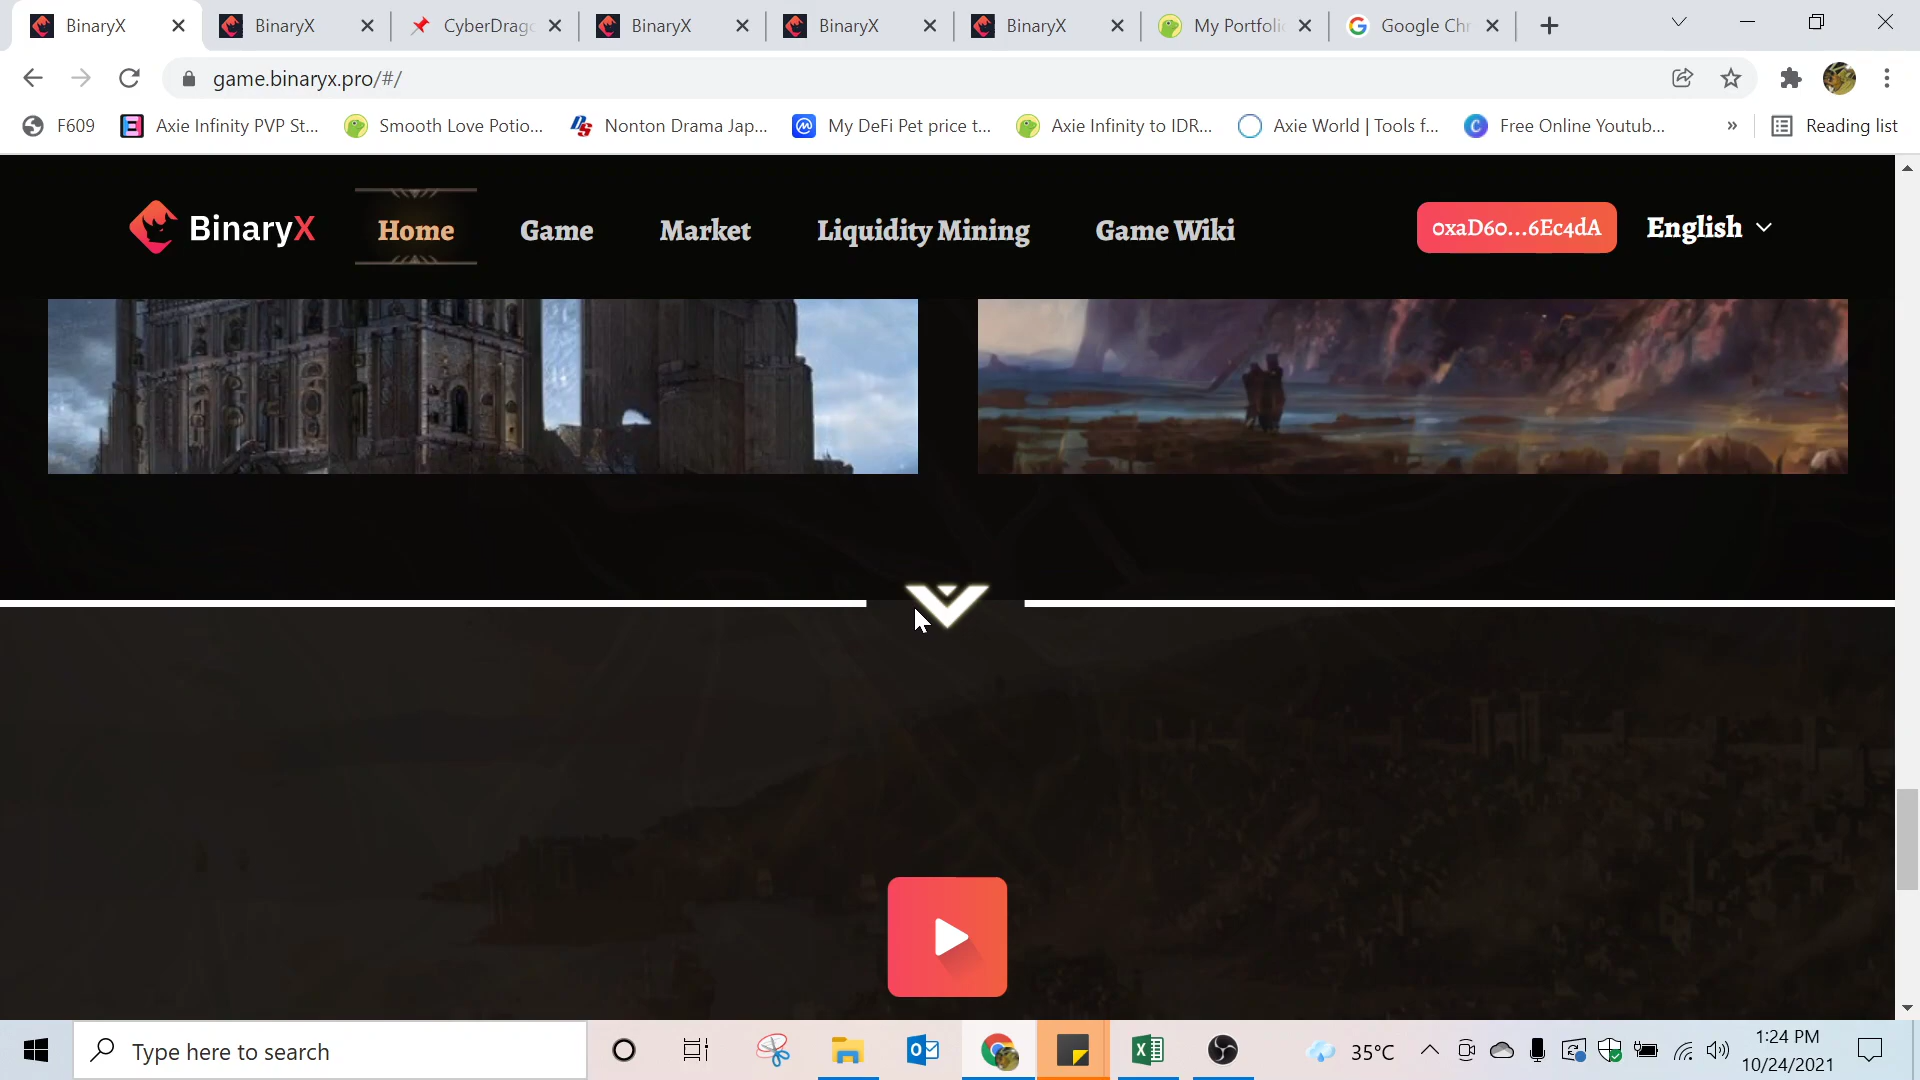 BinaryX
BinaryX
CyberDrago
BinaryX
BinaryX
BinaryX
My Portfolio
Google Chr
game.binaryx.pro/#/
F609
Axie Infinity PVP St...
Smooth Love Potio...
Nonton Drama Jap...
My DeFi Pet price t...
Axie Infinity to IDR...
Axie World | Tools f...
Free Online Youtub...
»
Reading list
BinaryX
Home
Game
Market
Liquidity Mining
Game Wiki
0xaD60...6Ec4dA
English
Type here to search
35°C
1:24 PM
10/24/2021